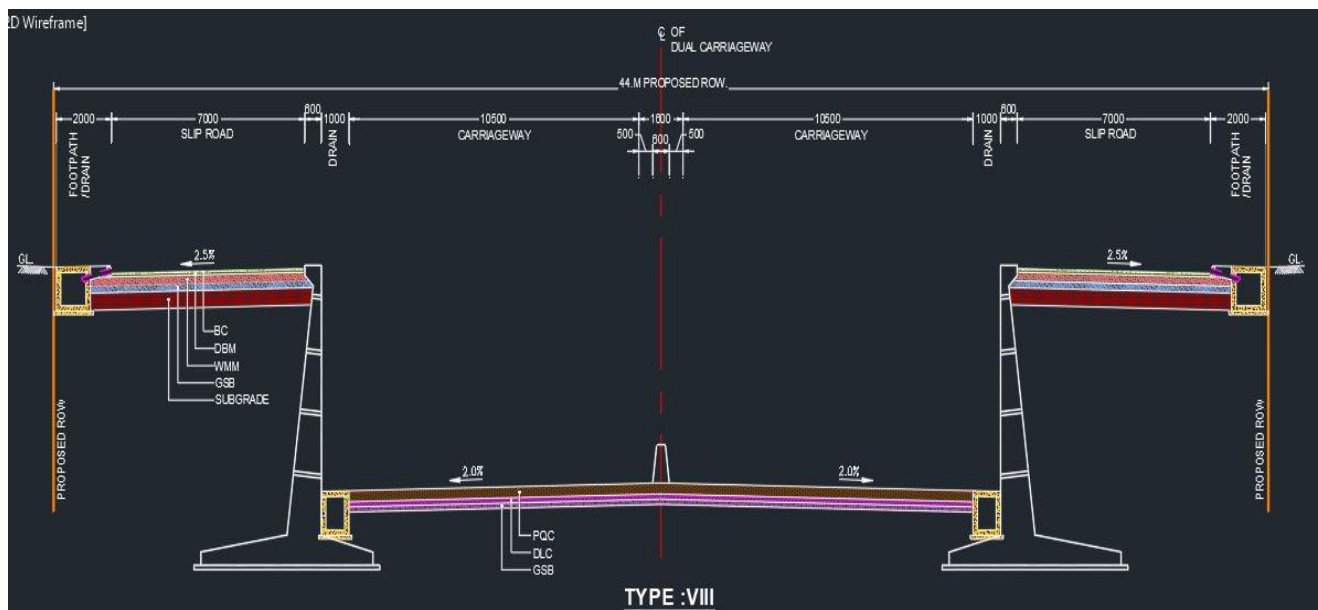 2D Wireframe]
℄ OF
DUAL CARRIAGEWAY
44.M PROPOSED ROW.
2000 7000 600 1000 10500 1600 10500 1000 600 7000 2000
SLIP ROAD CARRIAGEWAY 500 600 500 CARRIAGEWAY SLIP ROAD
FOOTPATH
/DRAIN
DRAIN
DRAIN
FOOTPATH
/DRAIN
GL. 2.5% 2.5% GL.
BC
DBM
WMM
GSB
SUBGRADE
PROPOSED ROW
PROPOSED ROW
2.0% 2.0%
PQC
DLC
GSB
TYPE :VIII